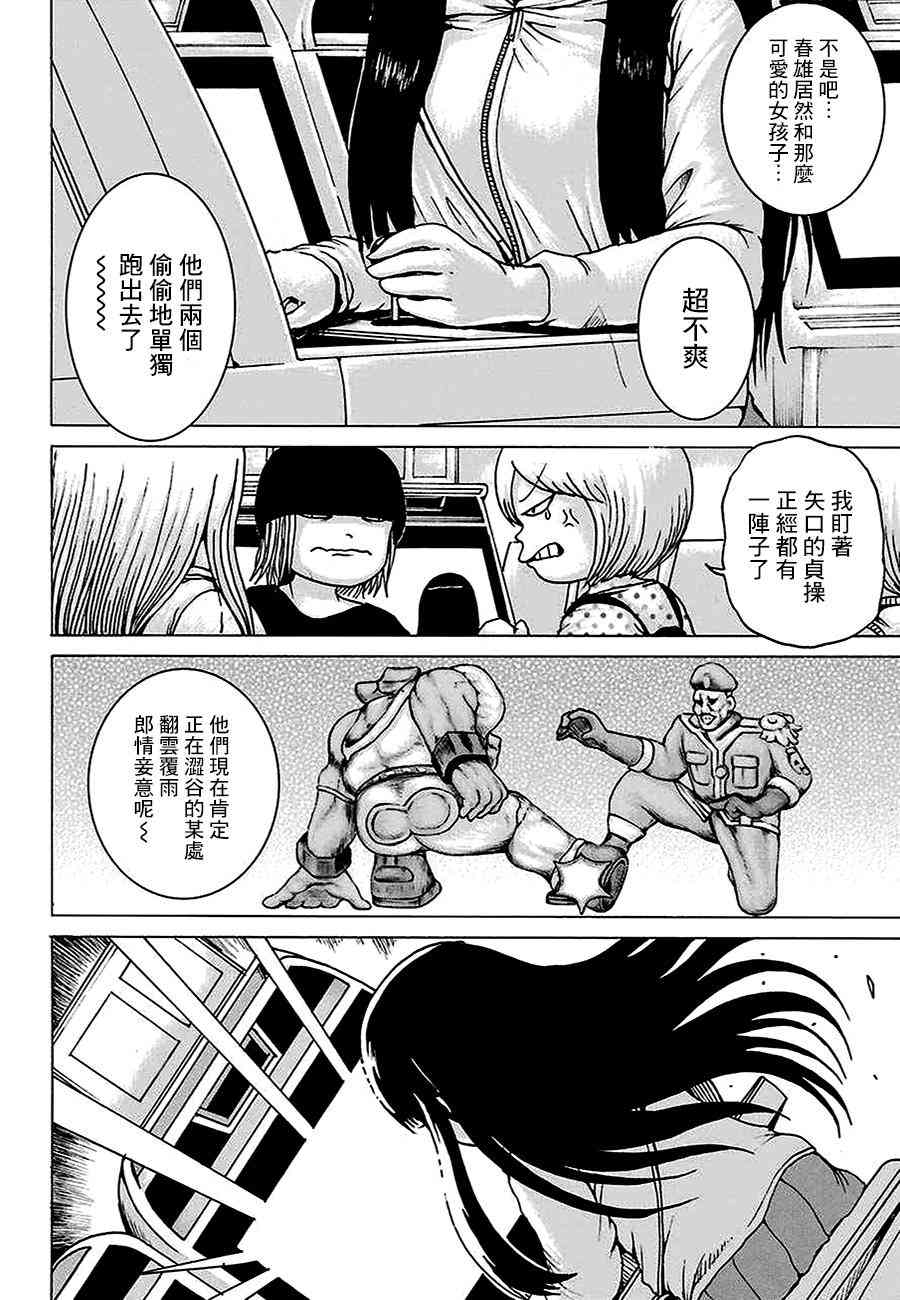 不是吧…
春雄居然和那麼
可愛的女孩子…
超不爽
他們兩個
偷偷地單獨
跑出去了～
我盯著
矢口的貞操
正經都有
一陣子了
他們現在肯定
正在澀谷的某處
翻雲覆雨
郎情妾意呢～